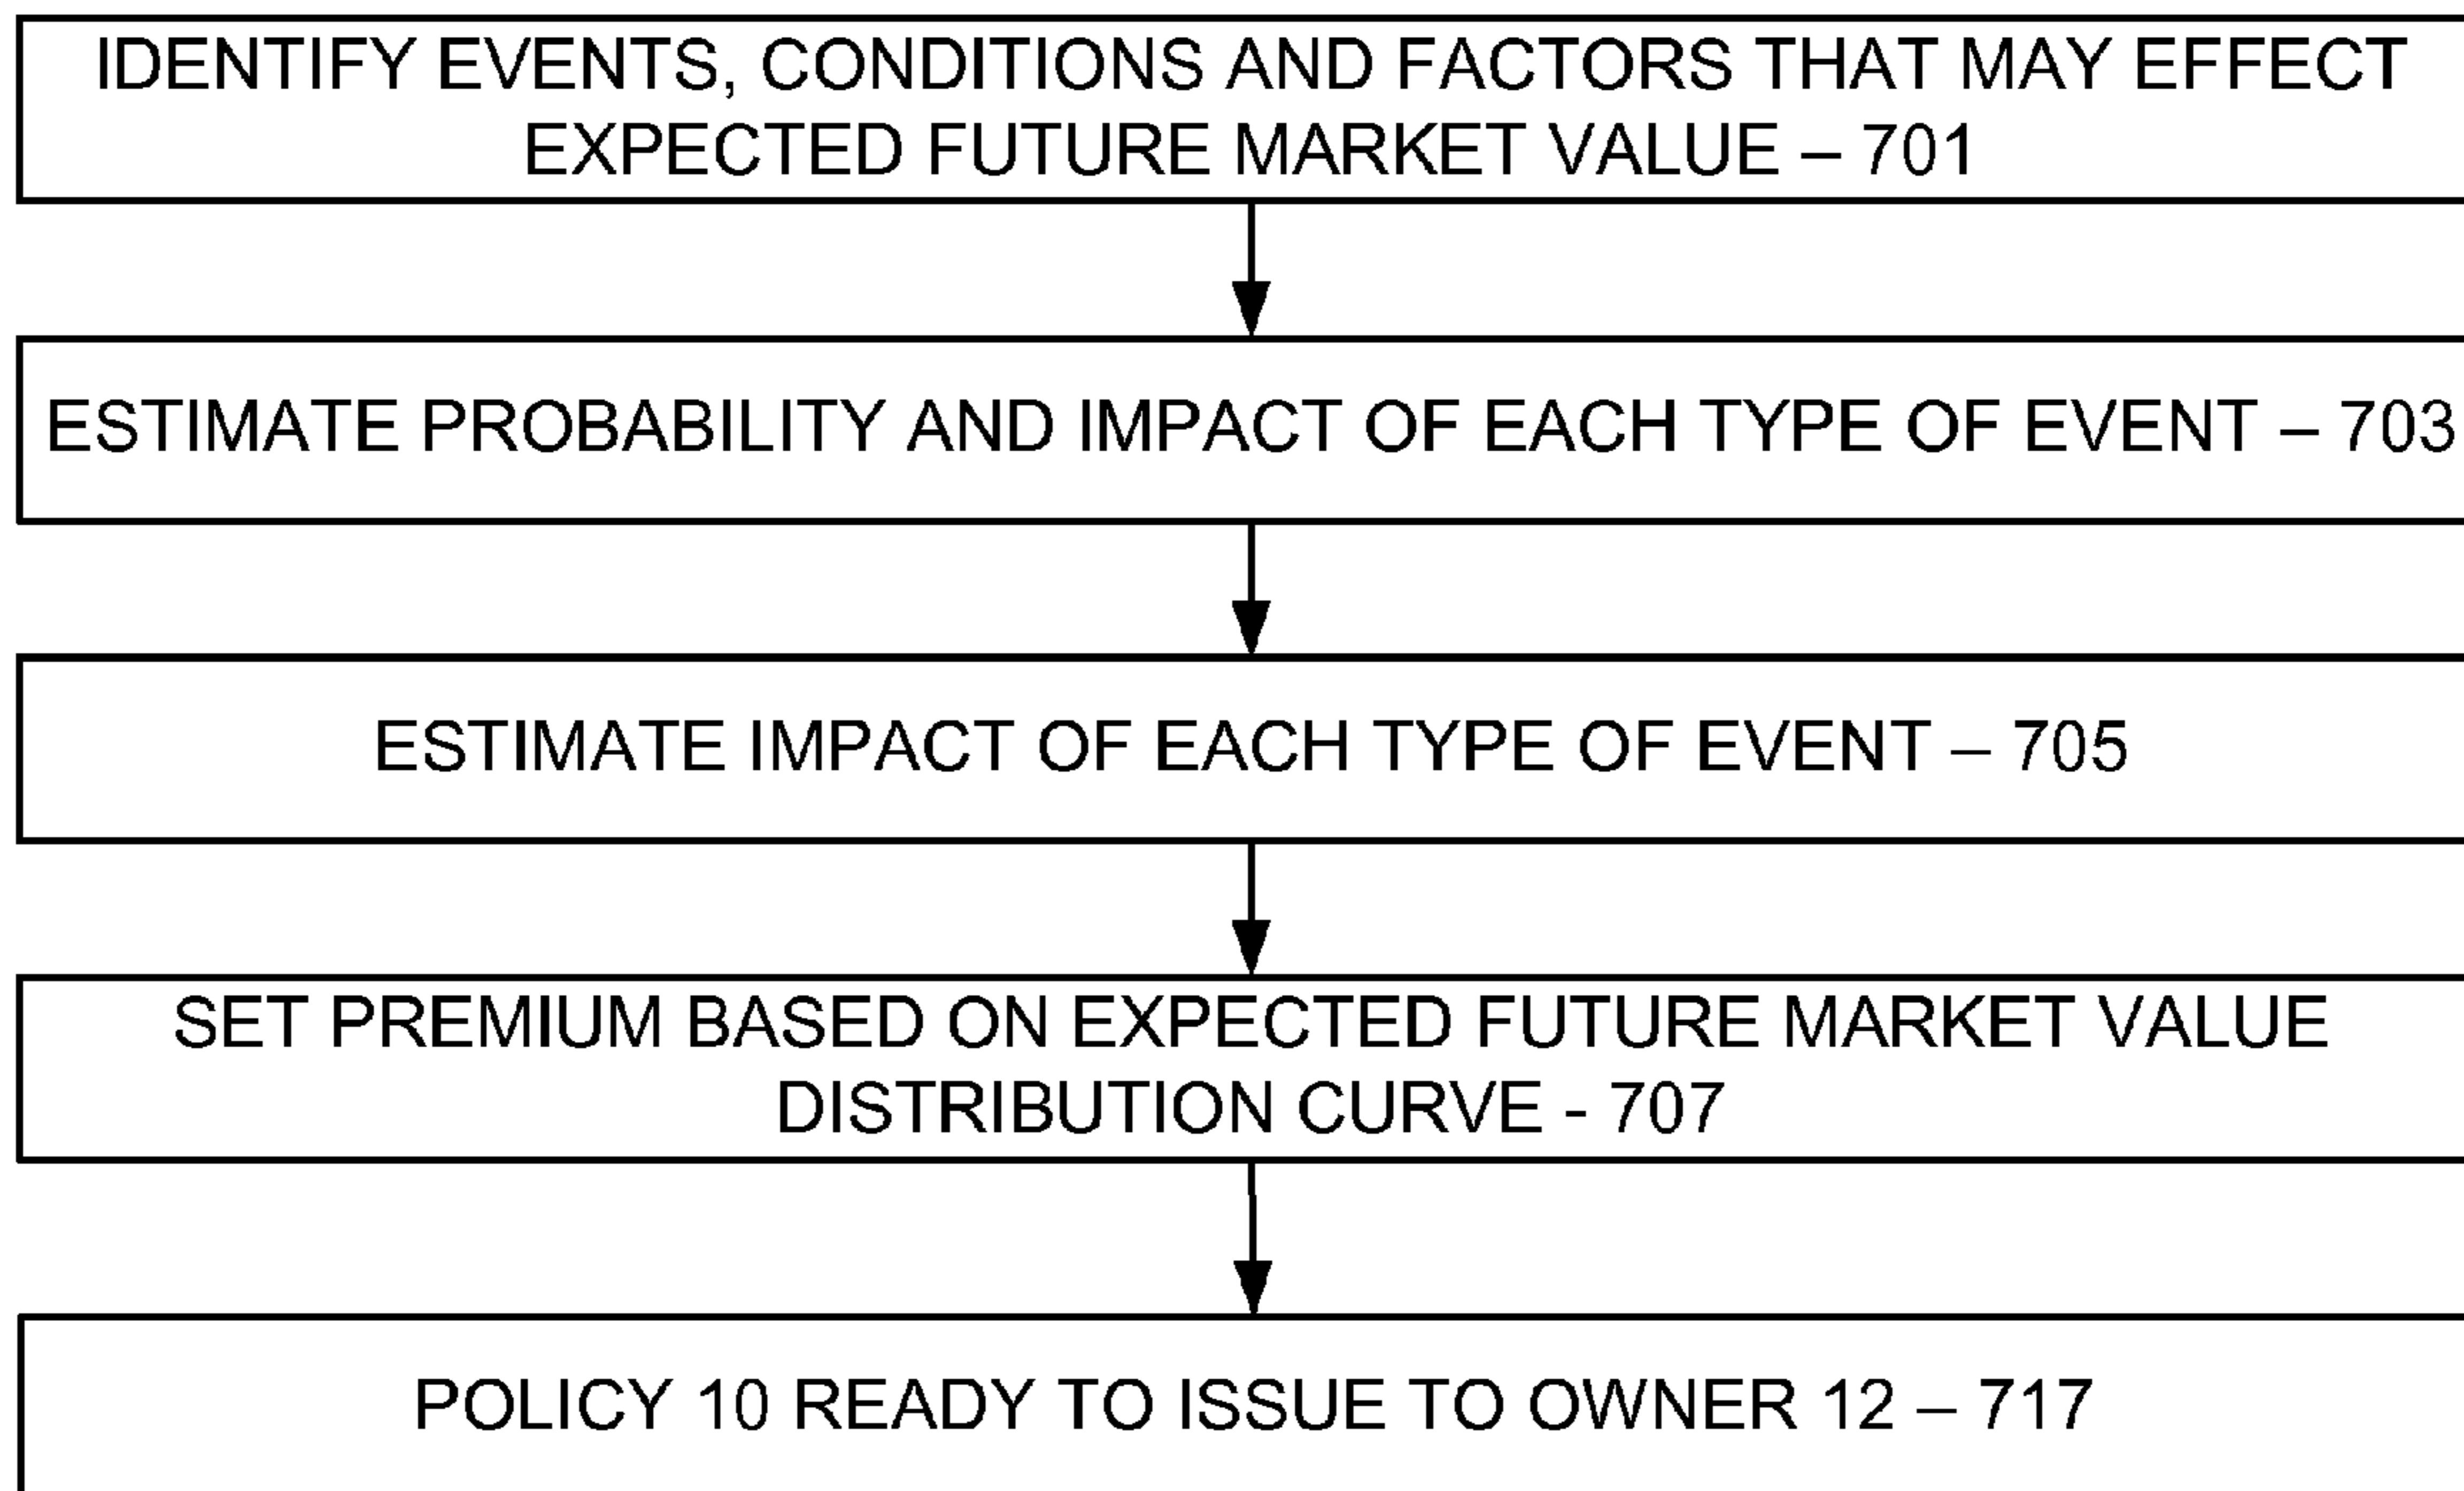 IDENTIFY EVENTS, CONDITIONS AND FACTORS THAT MAY EFFECT
EXPECTED FUTURE MARKET VALUE – 701
ESTIMATE PROBABILITY AND IMPACT OF EACH TYPE OF EVENT – 703
ESTIMATE IMPACT OF EACH TYPE OF EVENT – 705
SET PREMIUM BASED ON EXPECTED FUTURE MARKET VALUE
DISTRIBUTION CURVE - 707
POLICY 10 READY TO ISSUE TO OWNER 12 – 717